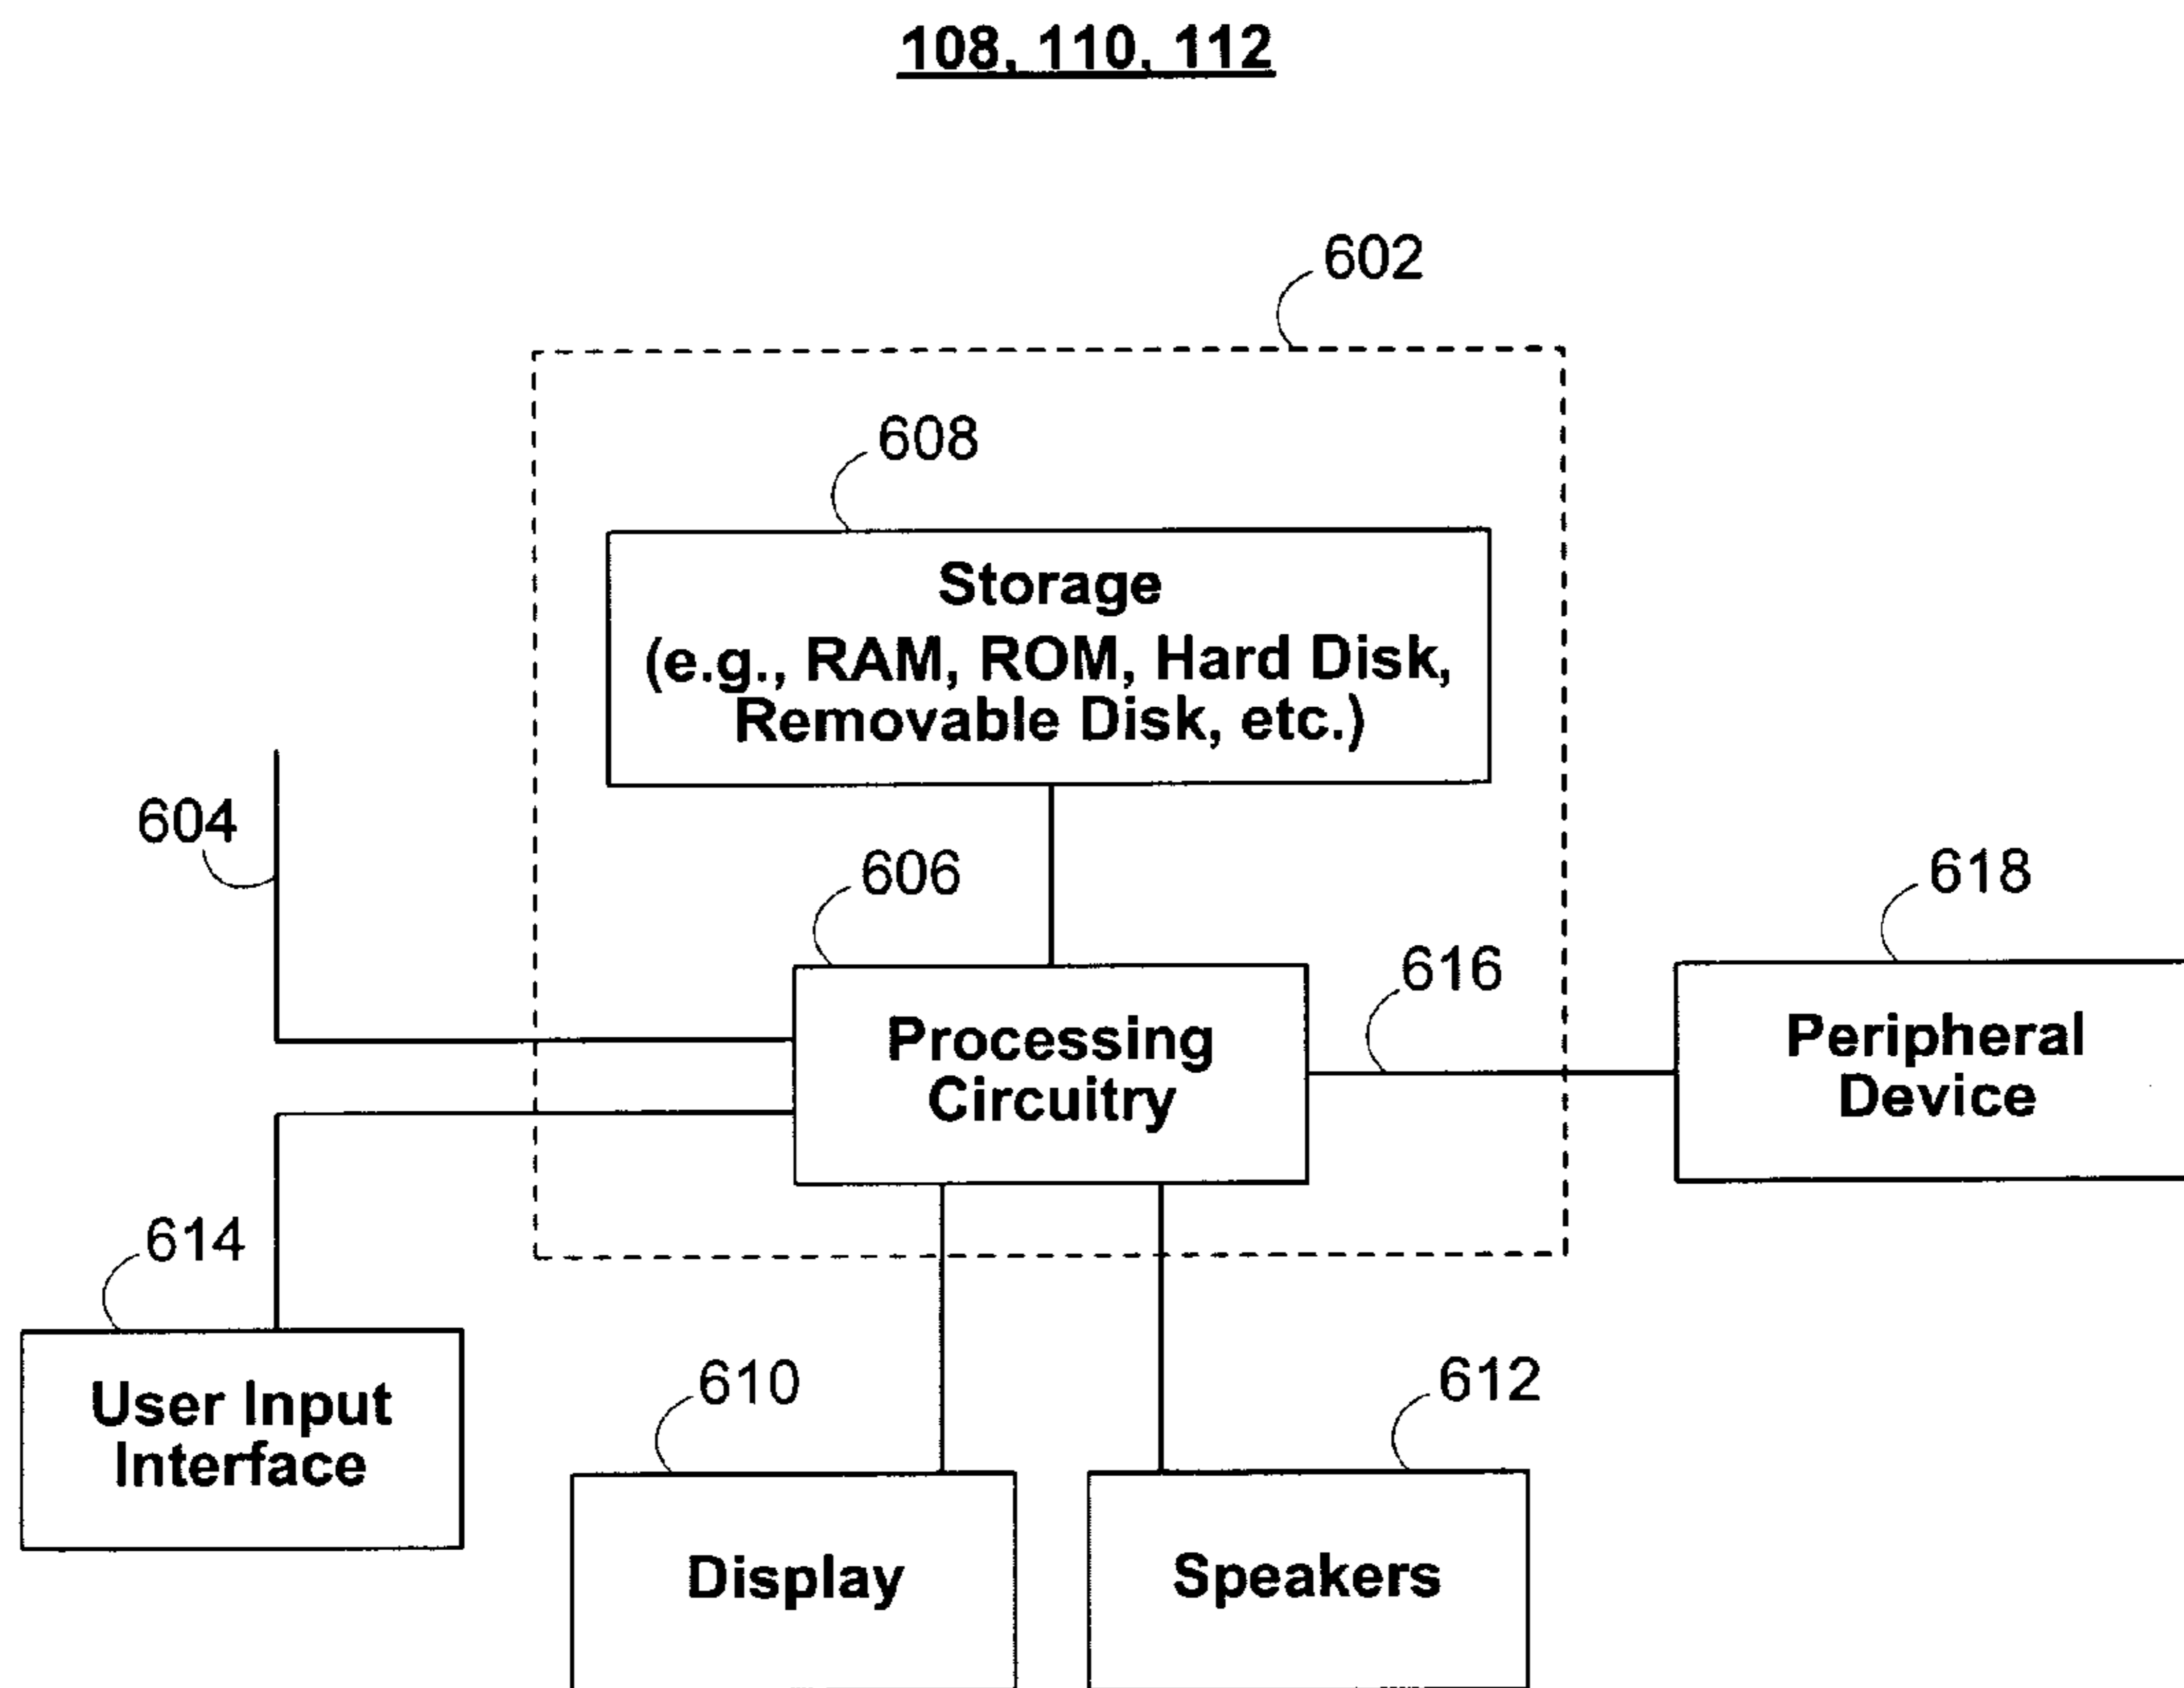 108, 110, 112
602
608
Storage
(e.g., RAM, ROM, Hard Disk,
Removable Disk, etc.)
604
606
616
618
Processing
Circuitry
Peripheral
Device
614
User Input
Interface
610
612
Display
Speakers